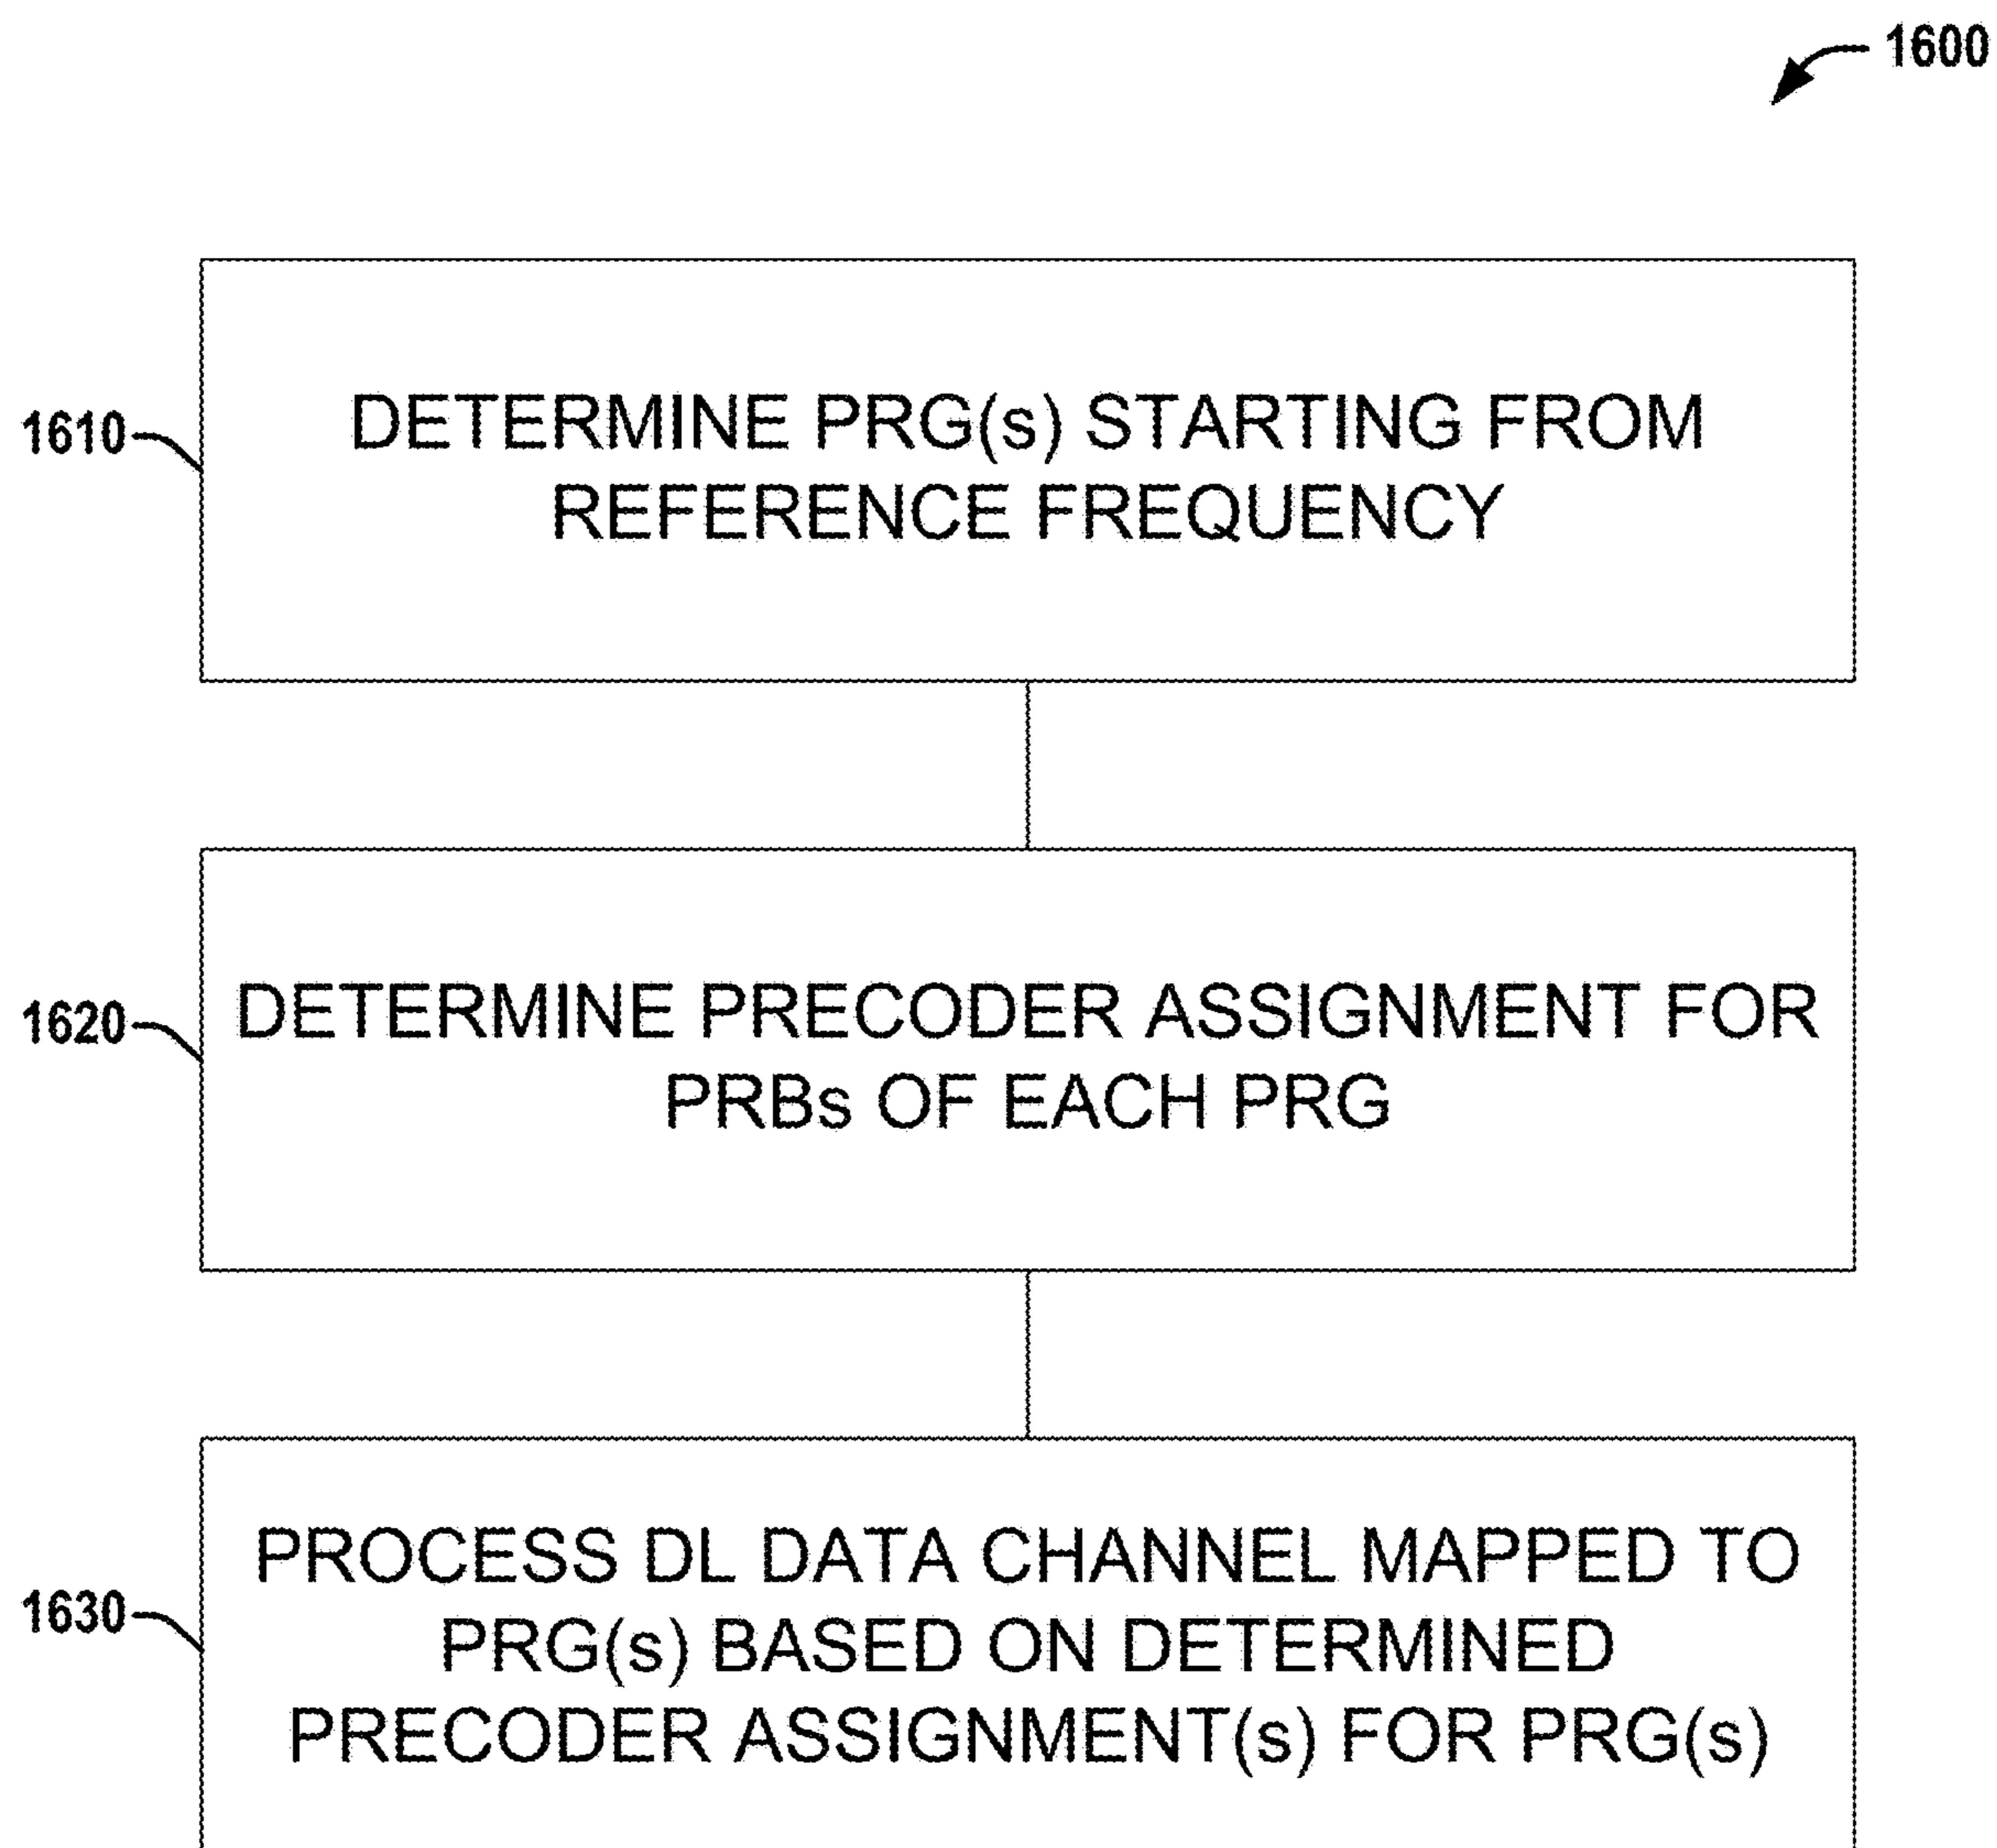 1600
1610
DETERMINE PRG(s) STARTING FROM
REFERENCE FREQUENCY
1620
DETERMINE PRECODER ASSIGNMENT FOR
PRBs OF EACH PRG
1630
PROCESS DL DATA CHANNEL MAPPED TO
PRG(s) BASED ON DETERMINED
PRECODER ASSIGNMENT(s) FOR PRG(s)